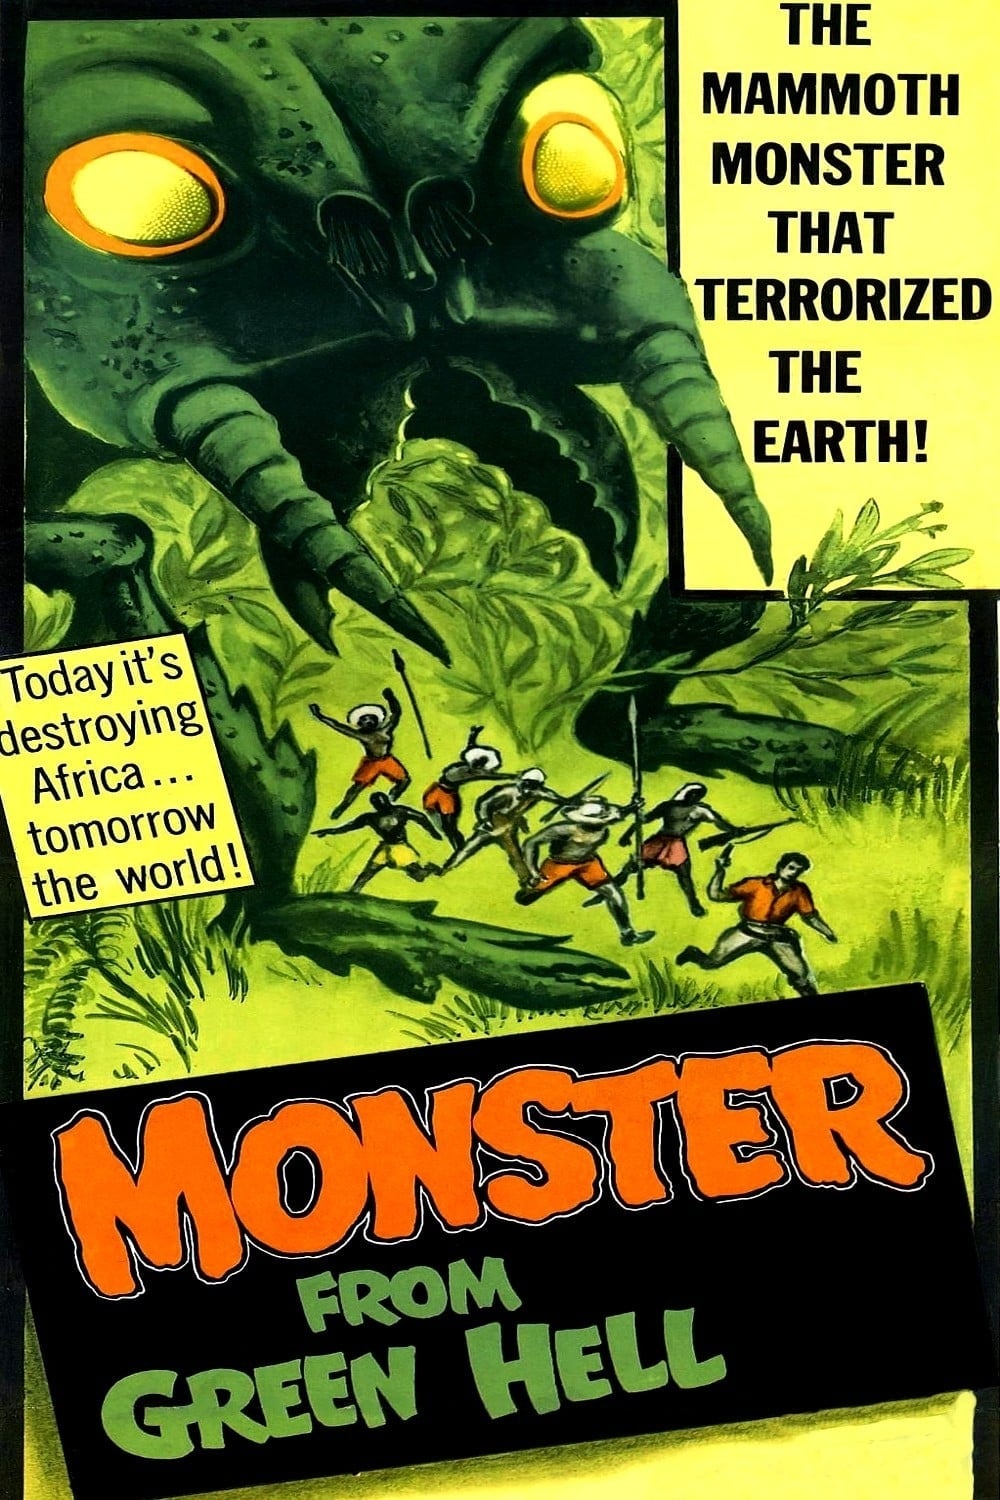 THE
MAMMOTH
MONSTER
THAT
TERRORIZED
THE
EARTH!
Today it's
destroying
Africa...
tomorrow
the world!
MONSTER
FROM
GREEN HELL